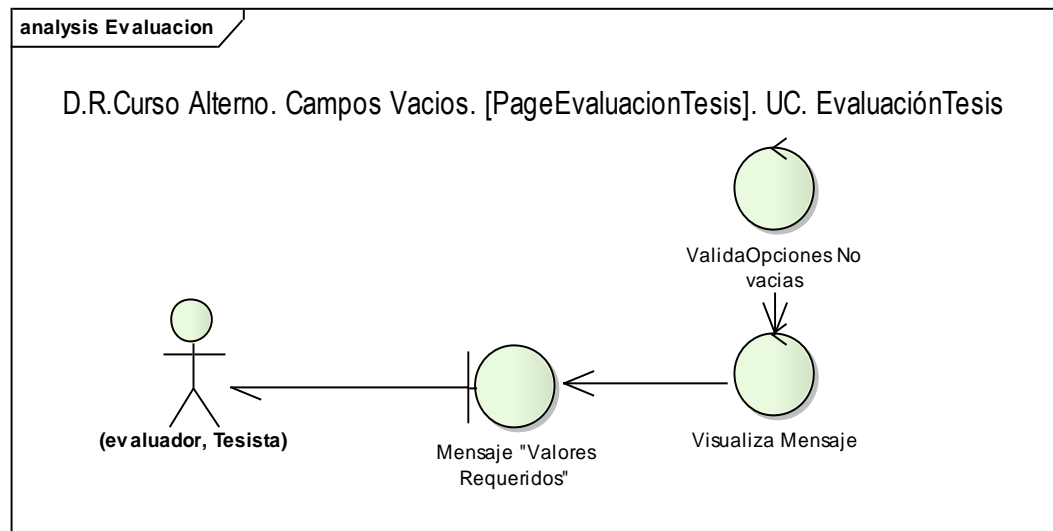 analysis Evaluacion
D.R.Curso Alterno. Campos Vacios. [PageEvaluacionTesis]. UC. EvaluaciónTesis
ValidaOpciones No
vacias
(evaluador, Tesista)
Mensaje "Valores
Requeridos"
Visualiza Mensaje